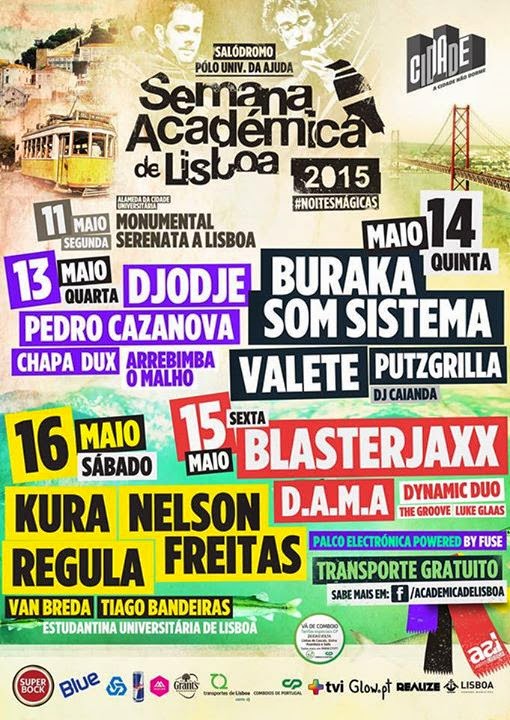 SALÓDROMO
PÓLO UNIV. DA AJUDA
CIDADE
A CIDADE NÃO DORME
Semana
Académica
de Lisboa
2015
#NOITESMÁGICAS
11 MAIO
SEGUNDA
ALAMEDA DA CIDADE
UNIVERSITÁRIA
MONUMENTAL
SERENATA A LISBOA
13 MAIO
QUARTA
DJODJE
PEDRO CAZANOVA
CHAPA DUX ARREBIMBA
O MALHO
MAIO 14
QUINTA
BURAKA
SOM SISTEMA
VALETE PUTZGRILLA
DJ CAIANDA
16 MAIO
SÁBADO
KURA NELSON
FREITAS
REGULA
VAN BREDA TIAGO BANDEIRAS
ESTUDANTINA UNIVERSITÁRIA DE LISBOA
15 SEXTA
MAIO
BLASTERJAXX
D.A.M.A DYNAMIC DUO
THE GROOVE LUKE GLAAS
PALCO ELECTRÓNICA POWERED BY FUSE
TRANSPORTE GRATUITO
SABE MAIS EM: f /ACADEMICADELISBOA
VÁ DE COMBOIO
aal
SUPER
BOCK
Blue
Grant's
transportes de Lisboa
COMBOIOS DE PORTUGAL
tvi
Glow.pt
REALIZE
LISBOA